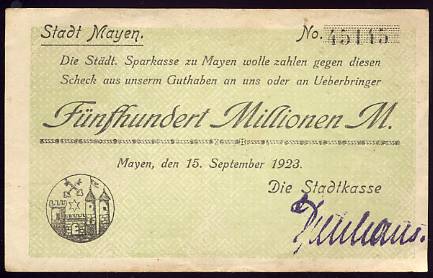 Stadt Mayen. No. 45145
Die Städt. Sparkasse zu Mayen wolle zahlen gegen diesen
Scheck aus unserm Guthaben an uns oder an Ueberbringer
Fünfhundert Millionen M.
Mayen, den 15. September 1923.
Die Stadtkasse